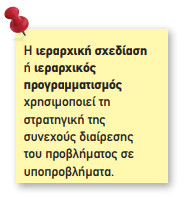 Η ιεραρχική σχεδίαση
ή ιεραρχικός
προγραμματισμός
χρησιμοποιεί τη
στρατηγική της
συνεχούς διαίρεσης
του προβλήματος σε
υποπροβλήματα.